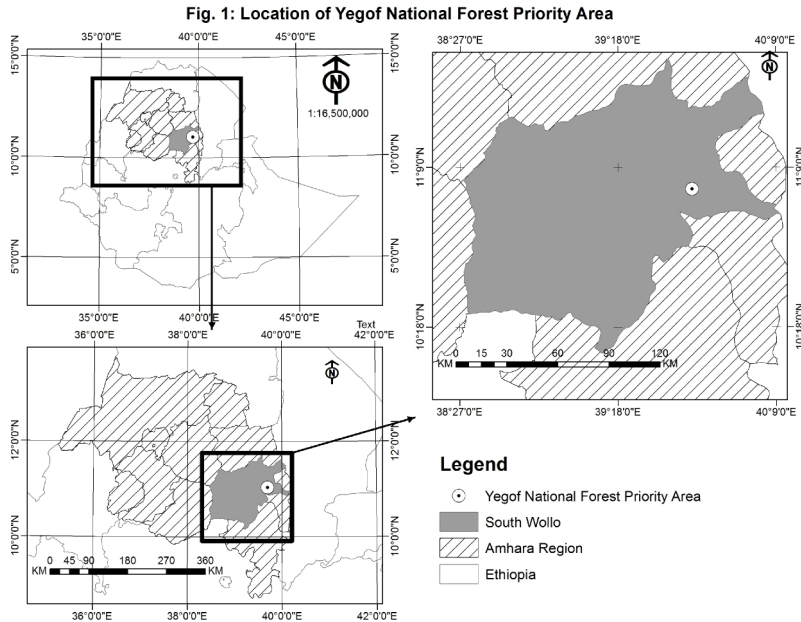 Fig. 1: Location of Yegof National Forest Priority Area
35°0'0"E 40°0'0"E 45°0'0"E
15°0'0"N 15°0'0"N
N
1:16,500,000
10°0'0"N 10°0'0"N
5°0'0"N 5°0'0"N
35°0'0"E 40°0'0"E 45°0'0"E
38°27'0"E 39°18'0"E 40°9'0"E
N
11°9'0"N 11°9'0"N
10°18'0"N 10°18'0"N
0 15 30 60 90 120
KM KM
38°27'0"E 39°18'0"E 40°9'0"E
Text
36°0'0"E 38°0'0"E 40°0'0"E 42°0'0"E
N
12°0'0"N 12°0'0"N
10°0'0"N 10°0'0"N
0 45 90 180 270 360
KM KM
36°0'0"E 38°0'0"E 40°0'0"E 42°0'0"E
Legend
Yegof National Forest Priority Area
South Wollo
Amhara Region
Ethiopia